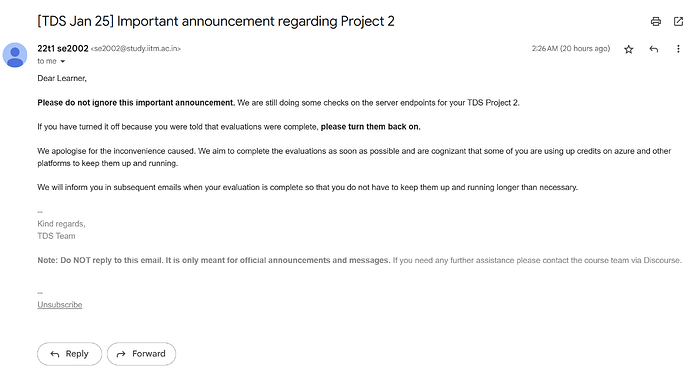 [TDS Jan 25] Important announcement regarding Project 2
22t1 se2002 <se2002@study.iitm.ac.in>
2:26 AM (20 hours ago)
to me
Dear Learner,
Please do not ignore this important announcement. We are still doing some checks on the server endpoints for your TDS Project 2.
If you have turned it off because you were told that evaluations were complete, please turn them back on.
We apologise for the inconvenience caused. We aim to complete the evaluations as soon as possible and are cognizant that some of you are using up credits on azure and other
platforms to keep them up and running.
We will inform you in subsequent emails when your evaluation is complete so that you do not have to keep them up and running longer than necessary.
--
Kind regards,
TDS Team
Note: Do NOT reply to this email. It is only meant for official announcements and messages. If you need any further assistance please contact the course team via Discourse.
--
Unsubscribe
Reply Forward